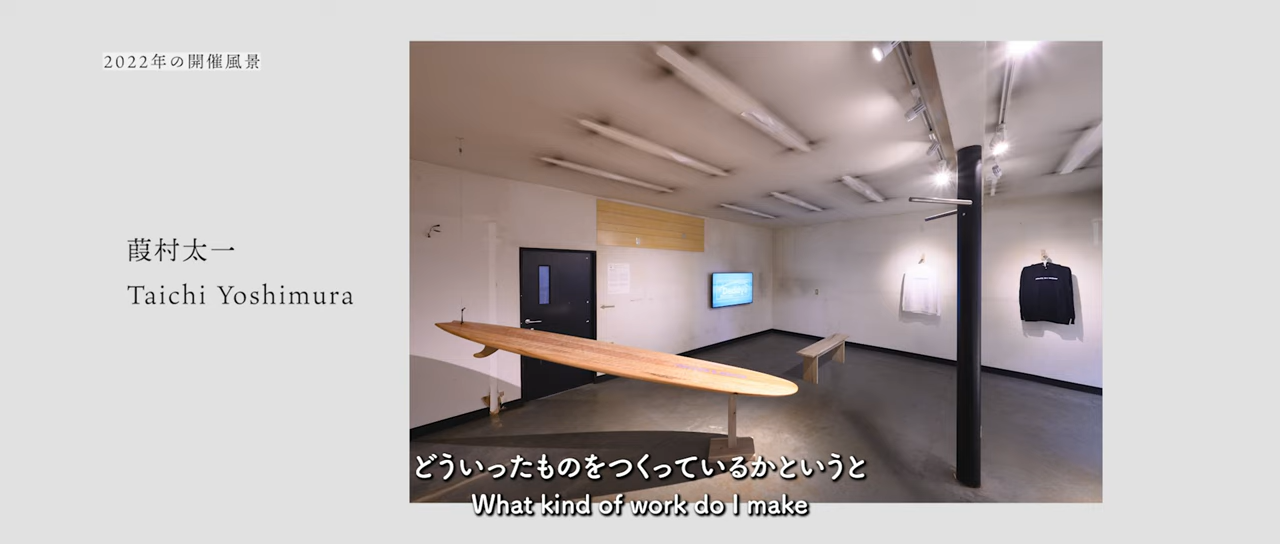 2022年の開催風景
葭村太一
Taichi Yoshimura
どういったものをつくっているかというと
What kind of work do I make